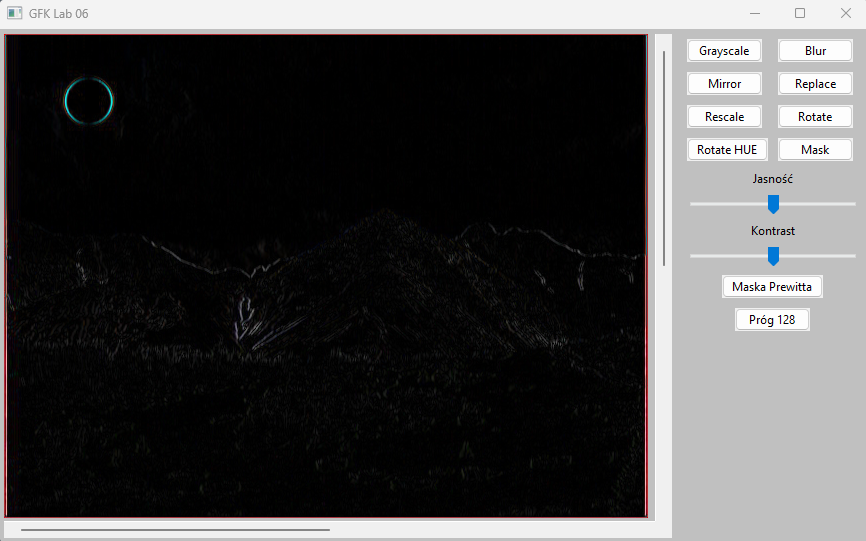 GFK Lab 06
Grayscale Blur
Mirror Replace
Rescale Rotate
Rotate HUE Mask
Jasność
Kontrast
Maska Prewitta
Próg 128